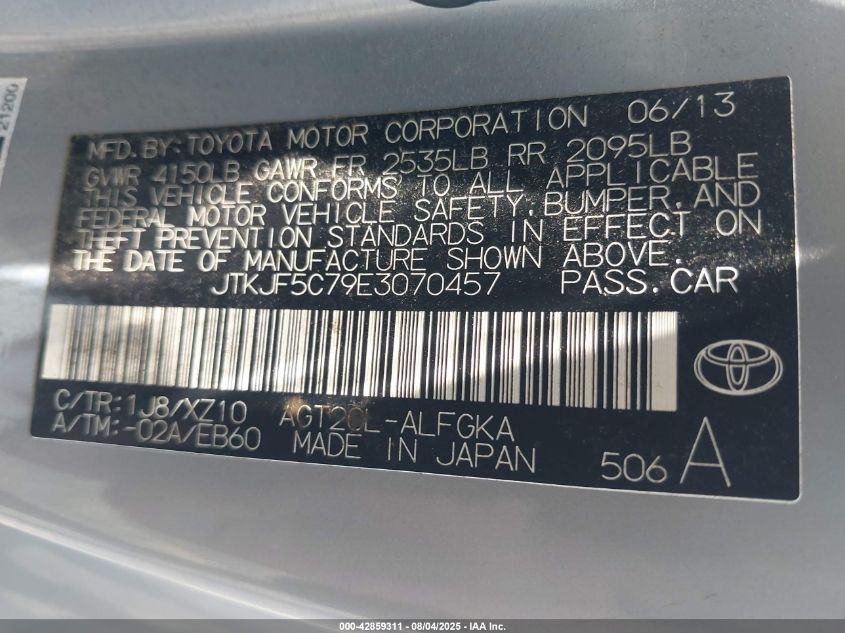 21200
MFD. BY: TOYOTA MOTOR CORPORATION 06/13
GVWR 4150LB GAWR FR 2535LB RR 2095LB
THIS VEHICLE CONFORMS TO ALL APPLICABLE
FEDERAL MOTOR VEHICLE SAFETY, BUMPER, AND
THEFT PREVENTION STANDARDS IN EFFECT ON
THE DATE OF MANUFACTURE SHOWN ABOVE.
JTKJF5C79E3070457 PASS.CAR
C/TR: 1J8/XZ10 AGT20L-ALFGKA
A/TM: -02A/EB60 MADE IN JAPAN
506 A
000-42859311 - 08/04/2025 - IAA Inc.